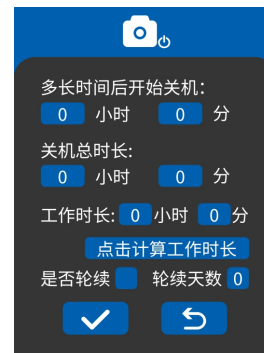 多长时间后开始关机：
0 小时 0 分
关机总时长:
0 小时 0 分
工作时长: 0 小时 0 分
点击计算工作时长
是否轮续 轮续天数 0